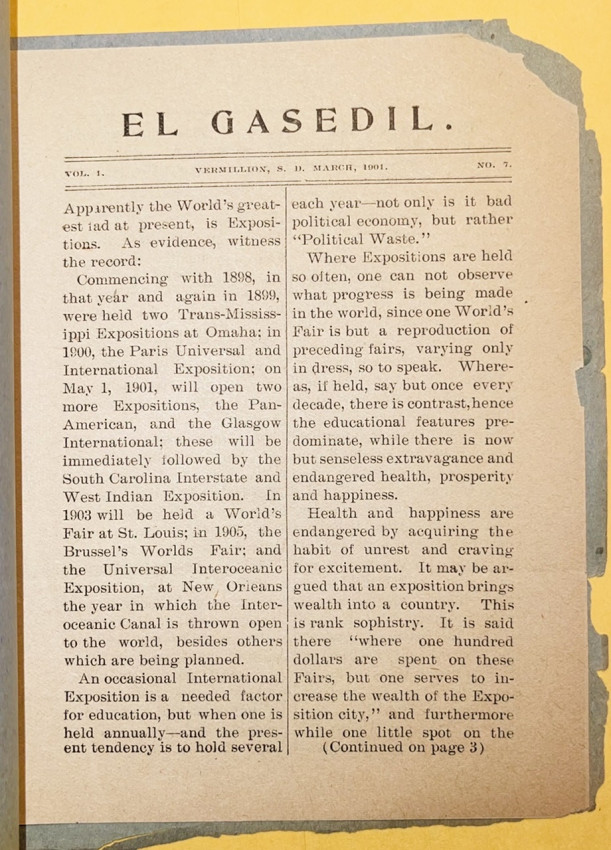 EL GASEDIL.
VOL. 1.
VERMILLION, S. D. MARCH, 1901.
NO. 7.
Apparently the World's great-
est fad at present, is Exposi-
tions. As evidence, witness
the record:
Commencing with 1898, in
that year and again in 1899,
were held two Trans-Mississ-
ippi Expositions at Omaha; in
1900, the Paris Universal and
International Exposition; on
May 1, 1901, will open two
more Expositions, the Pan-
American, and the Glasgow
International; these will be
immediately followed by the
South Carolina Interstate and
West Indian Exposition. In
1903 will be held a World's
Fair at St. Louis; in 1905, the
Brussel's Worlds Fair; and
the Universal Interoceanic
Exposition, at New Orleans
the year in which the Inter-
oceanic Canal is thrown open
to the world, besides others
which are being planned.
An occasional International
Exposition is a needed factor
for education, but when one is
held annually—and the pres-
ent tendency is to hold several
each year—not only is it bad
political economy, but rather
"Political Waste."
Where Expositions are held
so often, one can not observe
what progress is being made
in the world, since one World's
Fair is but a reproduction of
preceding fairs, varying only
in dress, so to speak. Where-
as, if held, say but once every
decade, there is contrast,hence
the educational features pre-
dominate, while there is now
but senseless extravagance and
endangered health, prosperity
and happiness.
Health and happiness are
endangered by acquiring the
habit of unrest and craving
for excitement. It may be ar-
gued that an exposition brings
wealth into a country. This
is rank sophistry. It is said
there "where one hundred
dollars are spent on these
Fairs, but one serves to in-
crease the wealth of the Expo-
sition city," and furthermore
while one little spot on the
(Continued on page 3)